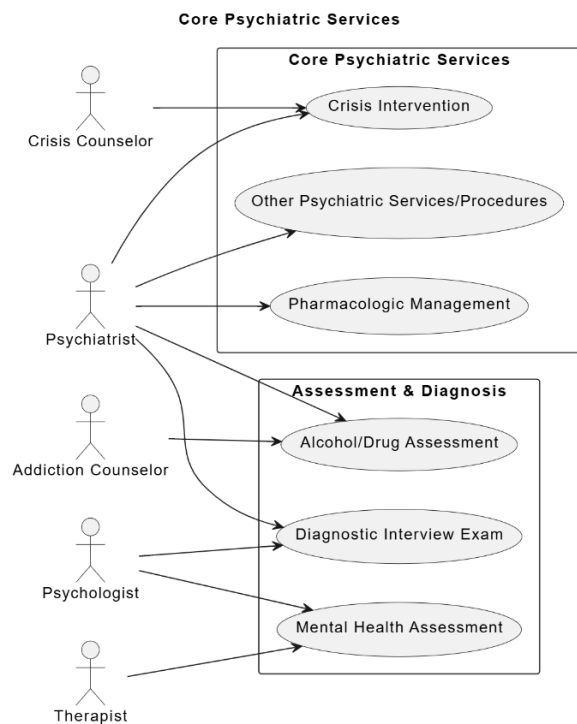 Core Psychiatric Services
Core Psychiatric Services
Crisis Intervention
Crisis Counselor
Other Psychiatric Services/Procedures
Pharmacologic Management
Psychiatrist
Assessment & Diagnosis
Alcohol/Drug Assessment
Addiction Counselor
Diagnostic Interview Exam
Psychologist
Mental Health Assessment
Therapist